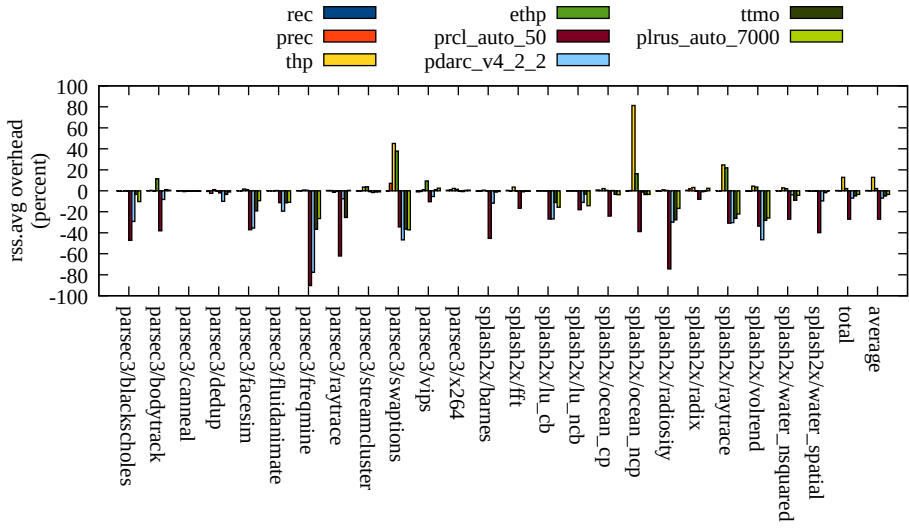 rec
prec
thp
ethp
prcl_auto_50
pdarc_v4_2_2
ttmo
plrus_auto_7000
rss.avg overhead
(percent)
100
80
60
40
20
0
-20
-40
-60
-80
-100
parsec3/blackscholes
parsec3/bodytrack
parsec3/canneal
parsec3/dedup
parsec3/facesim
parsec3/fluidanimate
parsec3/freqmine
parsec3/raytrace
parsec3/streamcluster
parsec3/swaptions
parsec3/vips
parsec3/x264
splash2x/barnes
splash2x/fft
splash2x/lu_cb
splash2x/lu_ncb
splash2x/ocean_cp
splash2x/ocean_ncp
splash2x/radiosity
splash2x/radix
splash2x/raytrace
splash2x/volrend
splash2x/water_nsquared
splash2x/water_spatial
total
average